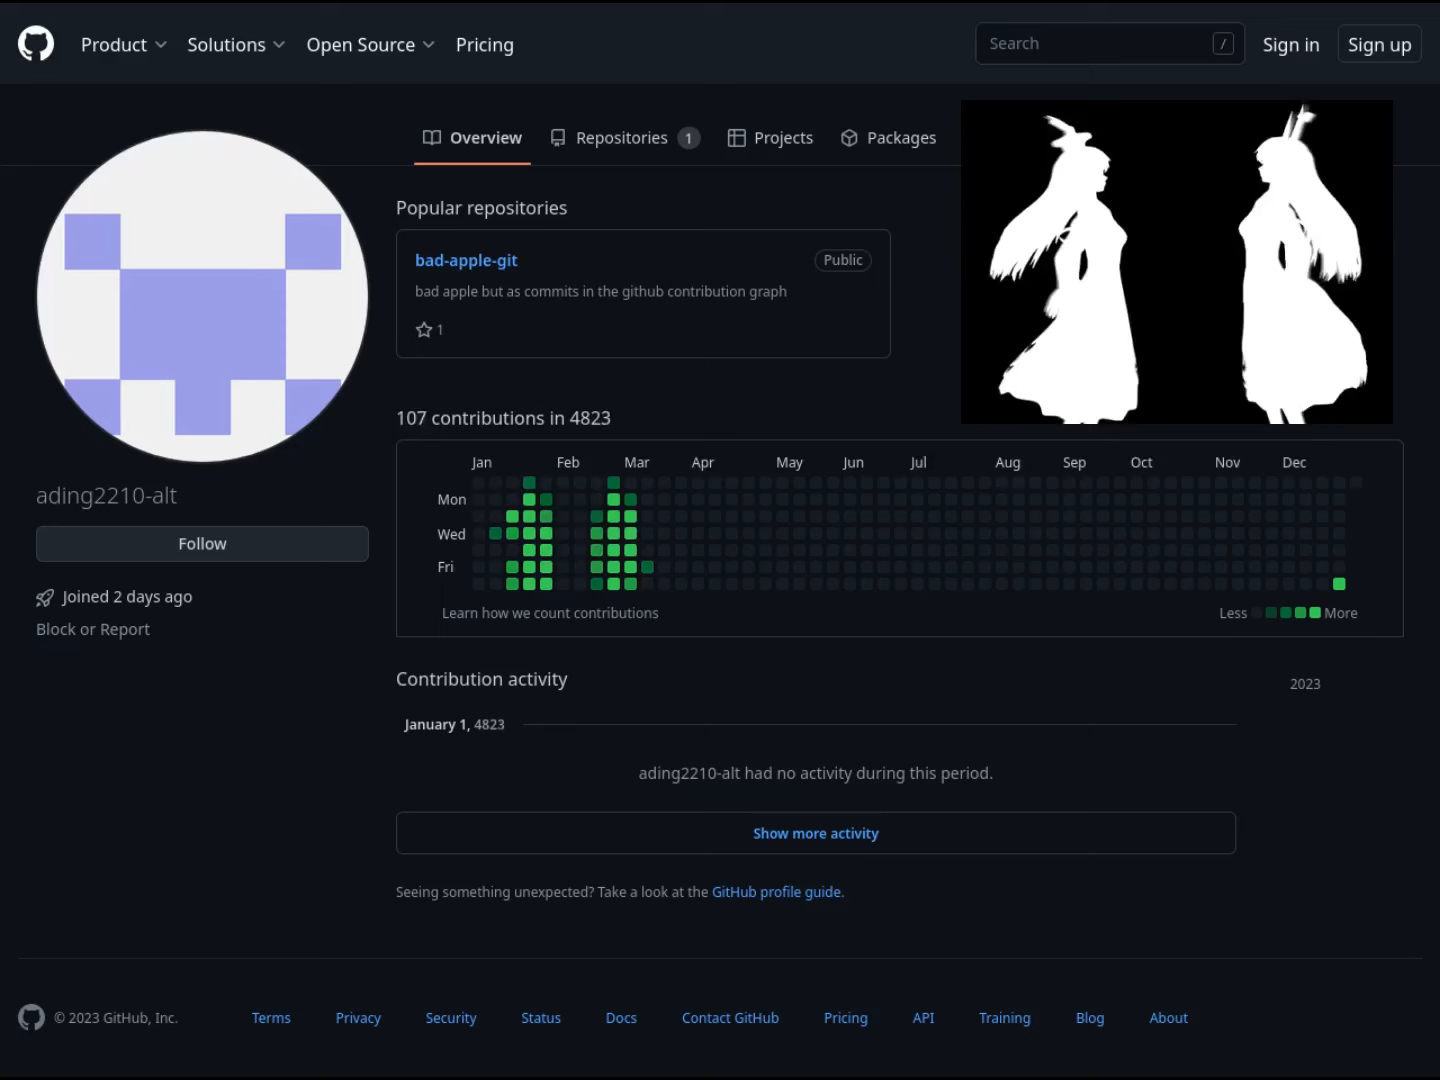 Product Solutions Open Source Pricing Search / Sign in Sign up
Overview Repositories 1 Projects Packages
Popular repositories
bad-apple-git Public
bad apple but as commits in the github contribution graph
1
107 contributions in 4823
Jan Feb Mar Apr May Jun Jul Aug Sep Oct Nov Dec
Mon
Wed
Fri
Learn how we count contributions Less More
ading2210-alt
Follow
Joined 2 days ago
Block or Report
Contribution activity 2023
January 1, 4823
ading2210-alt had no activity during this period.
Show more activity
Seeing something unexpected? Take a look at the GitHub profile guide.
© 2023 GitHub, Inc. Terms Privacy Security Status Docs Contact GitHub Pricing API Training Blog About